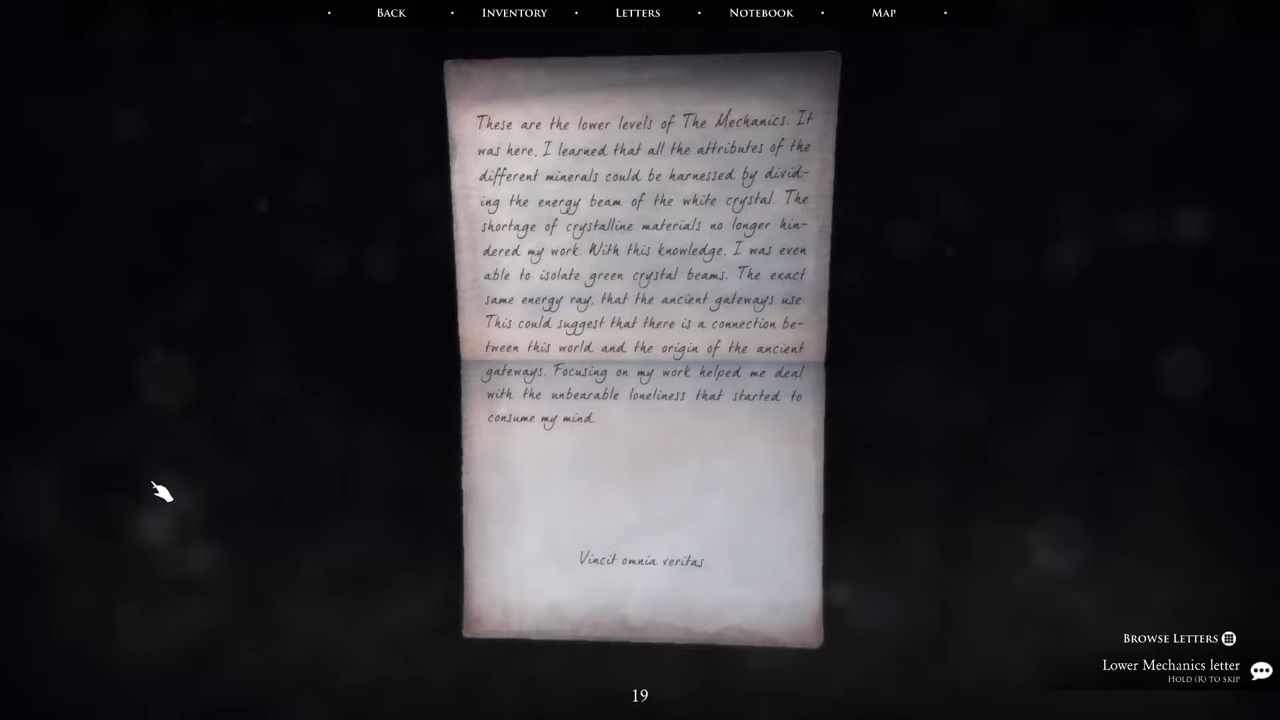 • BACK • INVENTORY • LETTERS • NOTEBOOK • MAP •
These are the lower levels of The Mechanics. It
was here, I learned that all the attributes of the
different minerals could be harnessed by divid-
ing the energy beam of the white crystal. The
shortage of crystalline materials no longer hin-
dered my work. With this knowledge, I was even
able to isolate green crystal beams. The exact
same energy ray, that the ancient gateways use.
This could suggest that there is a connection be-
tween this world and the origin of the ancient
gateways. Focusing on my work helped me deal
with the unbearable loneliness that started to
consume my mind.
Vincit omnia veritas.
BROWSE LETTERS
Lower Mechanics letter
HOLD (R) TO SKIP
19